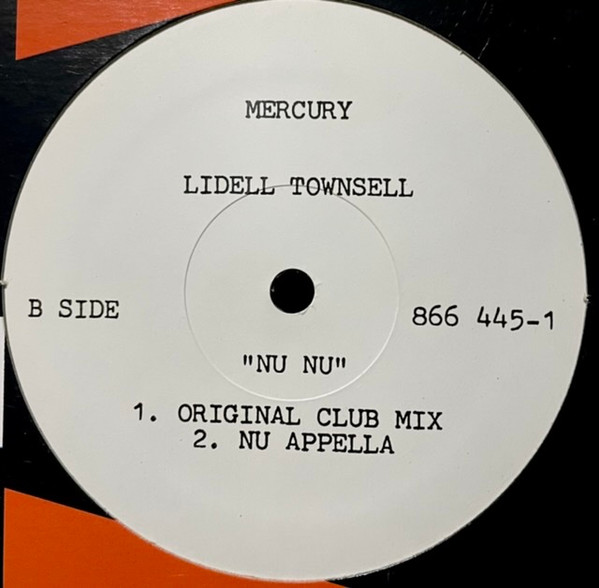 MERCURY
LIDELL TOWNSELL
B SIDE
866 445-1
"NU NU"
1. ORIGINAL CLUB MIX
2. NU APPELLA